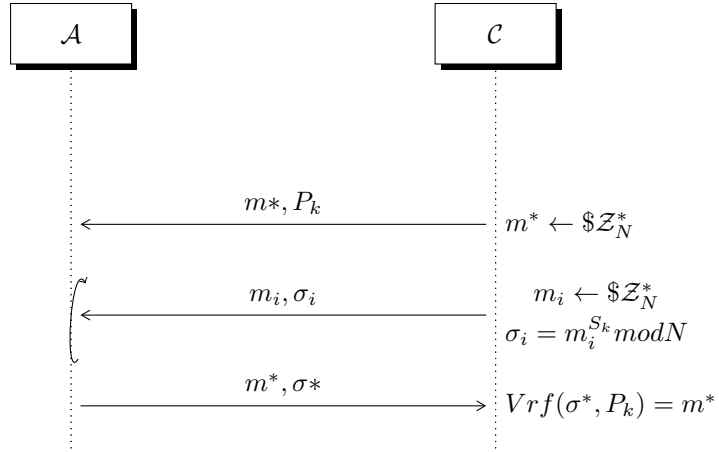 𝒜 𝒞
m∗, P_k m^* ← $𝒵_N^*
m_i, σ_i m_i ← $𝒵_N^*
σ_i = m_i^{S_k} modN
m^*, σ∗ Vrf(σ^*, P_k) = m^*